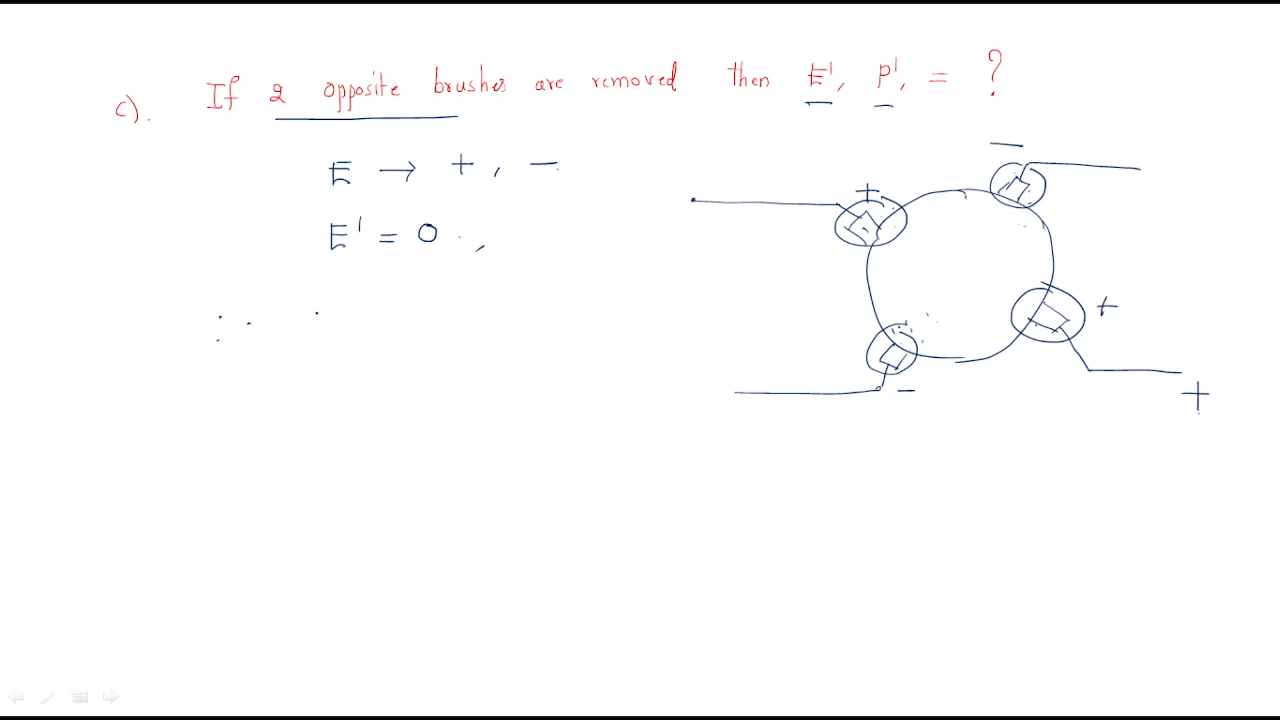 c). If 2 opposite brushes are removed then E', P', = ?
E → +, -
E' = 0 ,
-
+
+
-
+